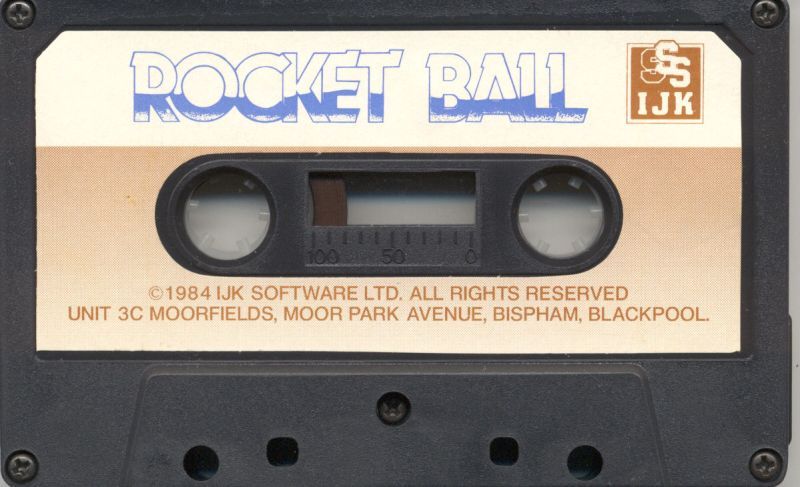 ROCKET BALL
SSS
IJK
100 50 0
©1984 IJK SOFTWARE LTD. ALL RIGHTS RESERVED
UNIT 3C MOORFIELDS, MOOR PARK AVENUE, BISPHAM, BLACKPOOL.